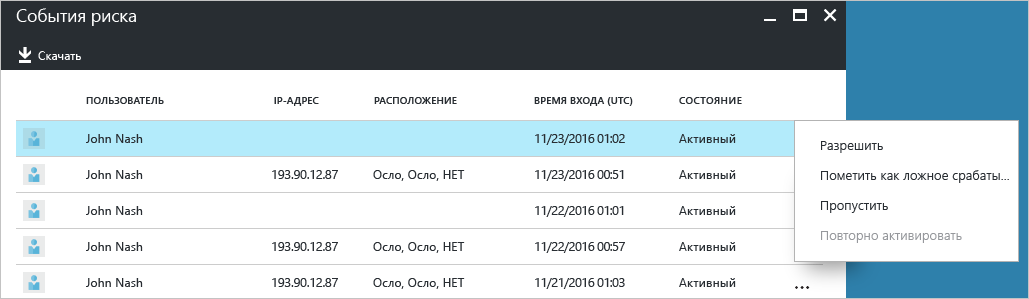 События риска
Скачать
ПОЛЬЗОВАТЕЛЬ IP-АДРЕС РАСПОЛОЖЕНИЕ ВРЕМЯ ВХОДА (UTC) СОСТОЯНИЕ
John Nash 11/23/2016 01:02 Активный
John Nash 193.90.12.87 Осло, Осло, НЕТ 11/23/2016 00:51 Активный
John Nash 11/22/2016 01:01 Активный
John Nash 193.90.12.87 Осло, Осло, НЕТ 11/22/2016 00:57 Активный
John Nash 193.90.12.87 Осло, Осло, НЕТ 11/21/2016 01:03 Активный ...
Разрешить
Пометить как ложное срабаты...
Пропустить
Повторно активировать